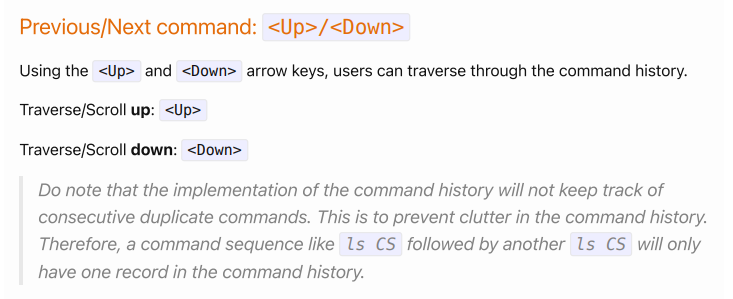 Previous/Next command: <Up>/<Down>
Using the <Up> and <Down> arrow keys, users can traverse through the command history.
Traverse/Scroll up: <Up>
Traverse/Scroll down: <Down>
Do note that the implementation of the command history will not keep track of
consecutive duplicate commands. This is to prevent clutter in the command history.
Therefore, a command sequence like ls CS followed by another ls CS will only
have one record in the command history.